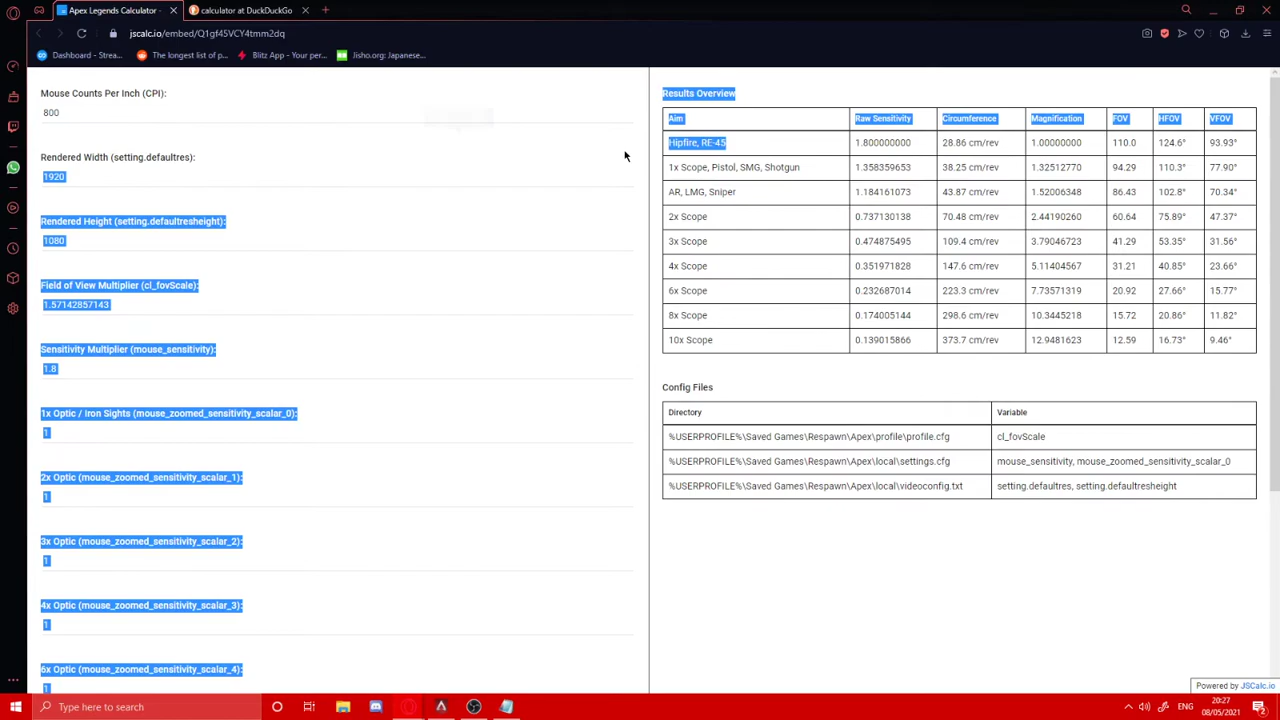 Apex Legends Calculator -
calculator at DuckDuckGo
jscalc.io/embed/Q1gf45VCY4tmm2dq
Dashboard - Strea...
The longest list of p...
Blitz App - Your per...
Jisho.org: Japanese...
Mouse Counts Per Inch (CPI):
800
Rendered Width (setting.defaultres):
1920
Rendered Height (setting.defaultresheight):
1080
Field of View Multiplier (cl_fovScale):
1.57142857143
Sensitivity Multiplier (mouse_sensitivity):
1.8
1x Optic / Iron Sights (mouse_zoomed_sensitivity_scalar_0):
1
2x Optic (mouse_zoomed_sensitivity_scalar_1):
1
3x Optic (mouse_zoomed_sensitivity_scalar_2):
1
4x Optic (mouse_zoomed_sensitivity_scalar_3):
1
6x Optic (mouse_zoomed_sensitivity_scalar_4):
1
Results Overview
Aim Raw Sensitivity Circumference Magnification FOV HFOV VFOV
Hipfire, RE-45 1.800000000 28.86 cm/rev 1.00000000 110.0 124.6° 93.93°
1x Scope, Pistol, SMG, Shotgun 1.358359653 38.25 cm/rev 1.32512770 94.29 110.3° 77.90°
AR, LMG, Sniper 1.184161073 43.87 cm/rev 1.52006348 86.43 102.8° 70.34°
2x Scope 0.737130138 70.48 cm/rev 2.44190260 60.64 75.89° 47.37°
3x Scope 0.474875495 109.4 cm/rev 3.79046723 41.29 53.35° 31.56°
4x Scope 0.351971828 147.6 cm/rev 5.11404567 31.21 40.85° 23.66°
6x Scope 0.232687014 223.3 cm/rev 7.73571319 20.92 27.66° 15.77°
8x Scope 0.174005144 298.6 cm/rev 10.3445218 15.72 20.86° 11.82°
10x Scope 0.139015866 373.7 cm/rev 12.9481623 12.59 16.73° 9.46°
Config Files
Directory Variable
%USERPROFILE%\Saved Games\Respawn\Apex\profile\profile.cfg cl_fovScale
%USERPROFILE%\Saved Games\Respawn\Apex\local\settings.cfg mouse_sensitivity, mouse_zoomed_sensitivity_scalar_0
%USERPROFILE%\Saved Games\Respawn\Apex\local\videoconfig.txt setting.defaultres, setting.defaultresheight
Powered by JSCalc.io
Type here to search
ENG
20:27
08/05/2021
2